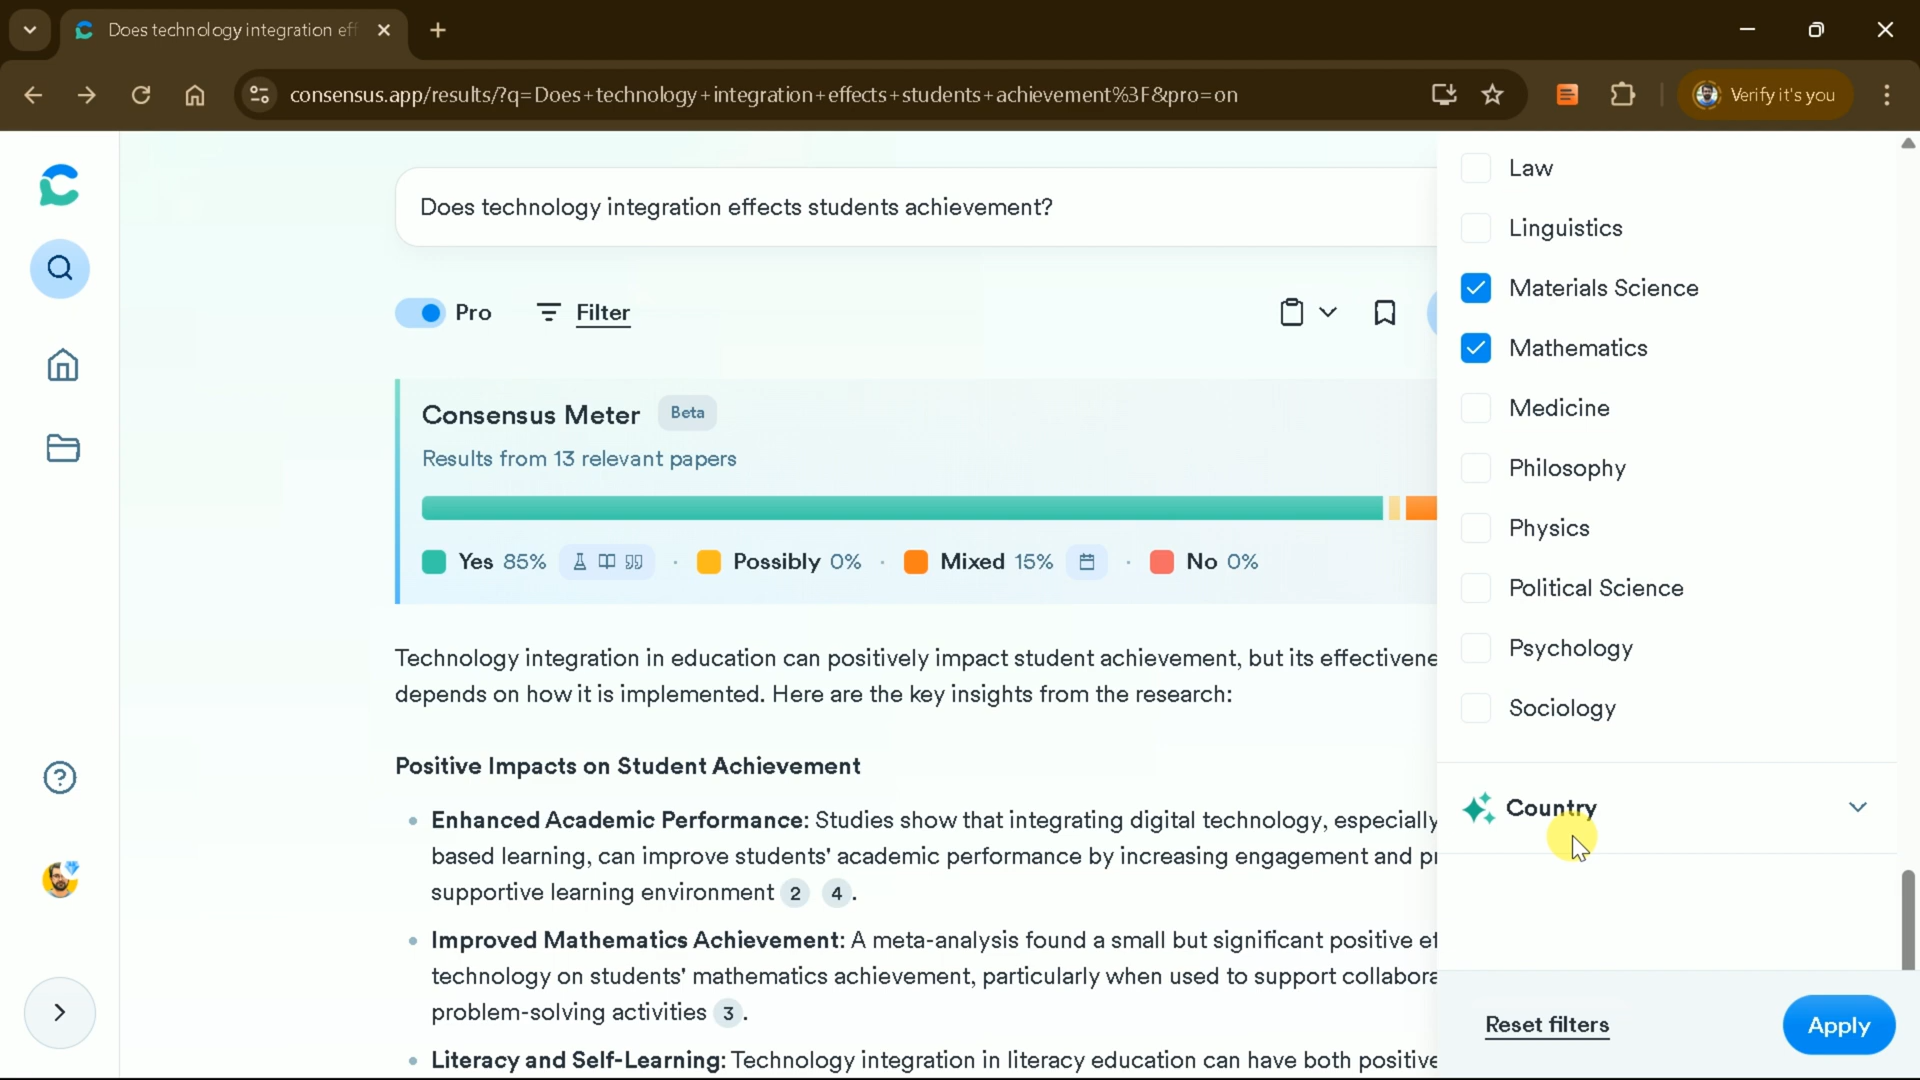 Does technology integration eff
consensus.app/results/?q=Does+technology+integration+effects+students+achievement%3F&pro=on
Verify it's you
Does technology integration effects students achievement?
Pro
Filter
Consensus Meter
Beta
Results from 13 relevant papers
Yes 85% · Possibly 0% · Mixed 15% · No 0%
Technology integration in education can positively impact student achievement, but its effectivene
depends on how it is implemented. Here are the key insights from the research:
Positive Impacts on Student Achievement
• Enhanced Academic Performance: Studies show that integrating digital technology, especially
based learning, can improve students' academic performance by increasing engagement and pr
supportive learning environment 2 4.
• Improved Mathematics Achievement: A meta-analysis found a small but significant positive ef
technology on students' mathematics achievement, particularly when used to support collabora
problem-solving activities 3.
• Literacy and Self-Learning: Technology integration in literacy education can have both positive
Law
Linguistics
Materials Science
Mathematics
Medicine
Philosophy
Physics
Political Science
Psychology
Sociology
Country
Reset filters
Apply